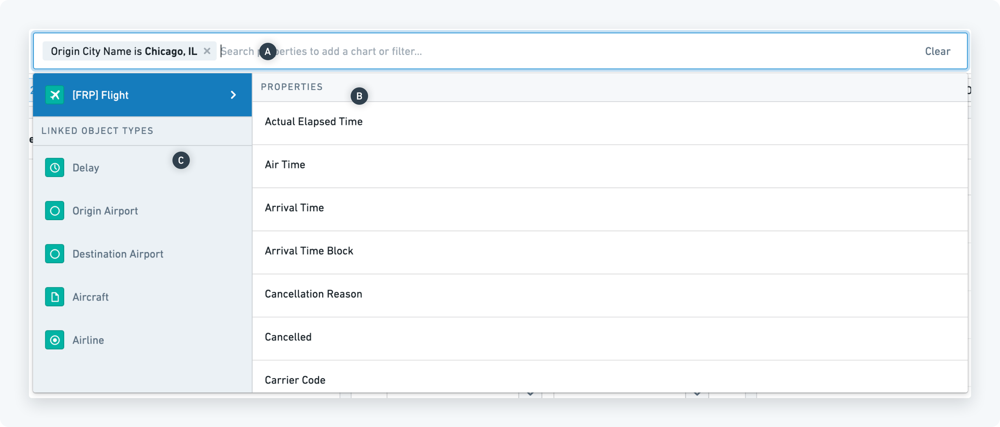 Origin City Name is Chicago, IL Search properties to add a chart or filter... Clear
A
[FRP] Flight
LINKED OBJECT TYPES
C
Delay
Origin Airport
Destination Airport
Aircraft
Airline
PROPERTIES
B
Actual Elapsed Time
Air Time
Arrival Time
Arrival Time Block
Cancellation Reason
Cancelled
Carrier Code